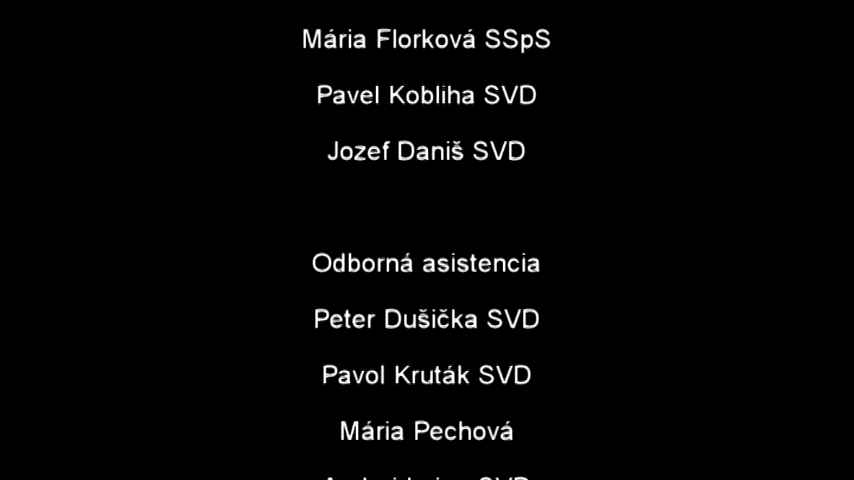 Mária Florková SSpS
Pavel Kobliha SVD
Jozef Daniš SVD
Odborná asistencia
Peter Dušička SVD
Pavol Kruták SVD
Mária Pechová
SVD